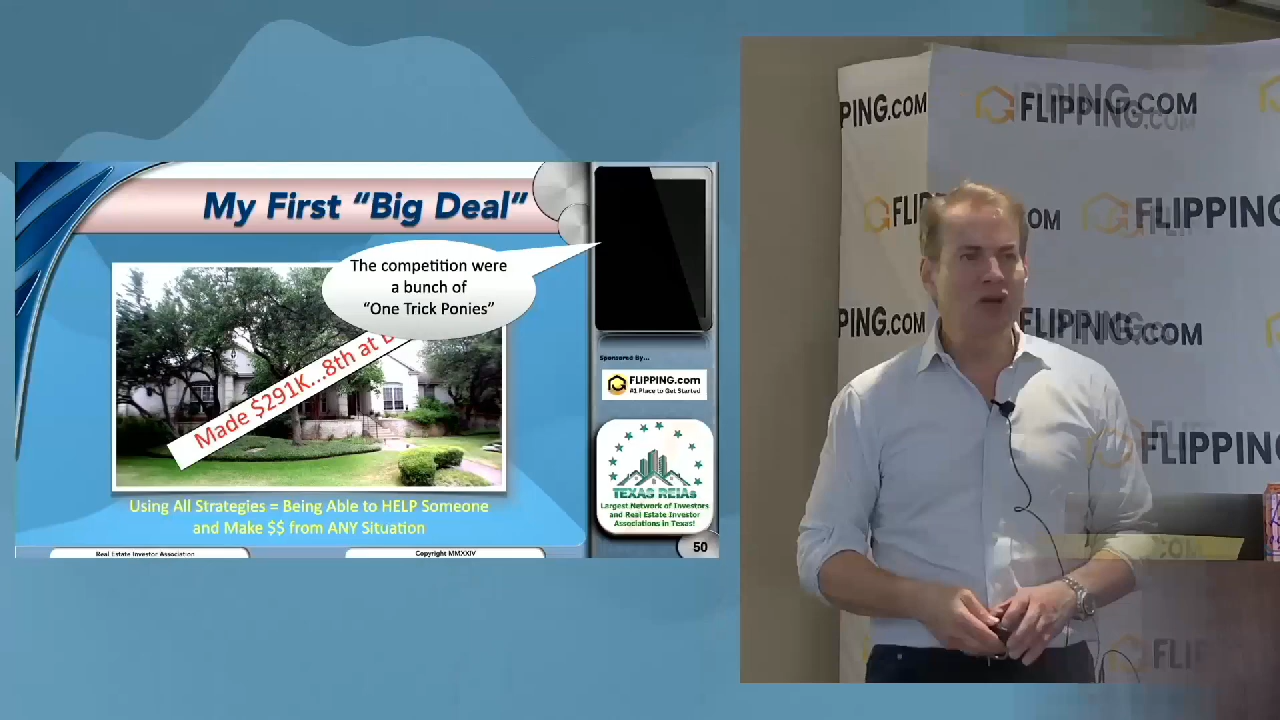 My First “Big Deal”
The competition were
a bunch of
“One Trick Ponies”
Made $291K...8th at
Using All Strategies = Being Able to HELP Someone
and Make $$ from ANY Situation
Real Estate Investor Association
Copyright MMXXIV
Sponsored By...
FLIPPING.com
#1 Place to Get Started
TEXAS REIAs
Largest Network of Investors
and Real Estate Investor
Associations in Texas!
50
PING.COM
FLIPPING.COM
FLIP
.COM
FLIPPING
PING.COM
FLIPPING.COM
FLIPPING
.COM
FLIP